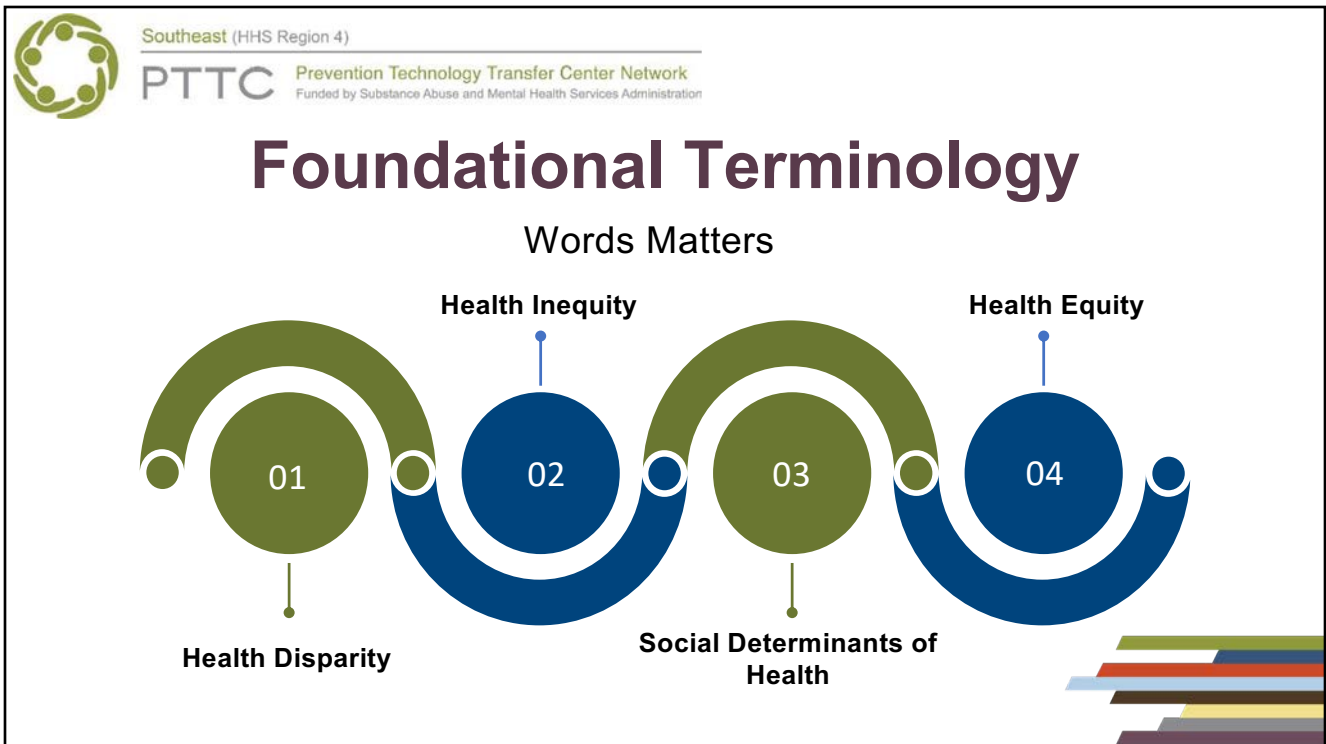 Southeast (HHS Region 4)
PTTC
Prevention Technology Transfer Center Network
Funded by Substance Abuse and Mental Health Services Administration
Foundational Terminology
Words Matters
Health Inequity
Health Equity
01
02
03
04
Health Disparity
Social Determinants of
Health